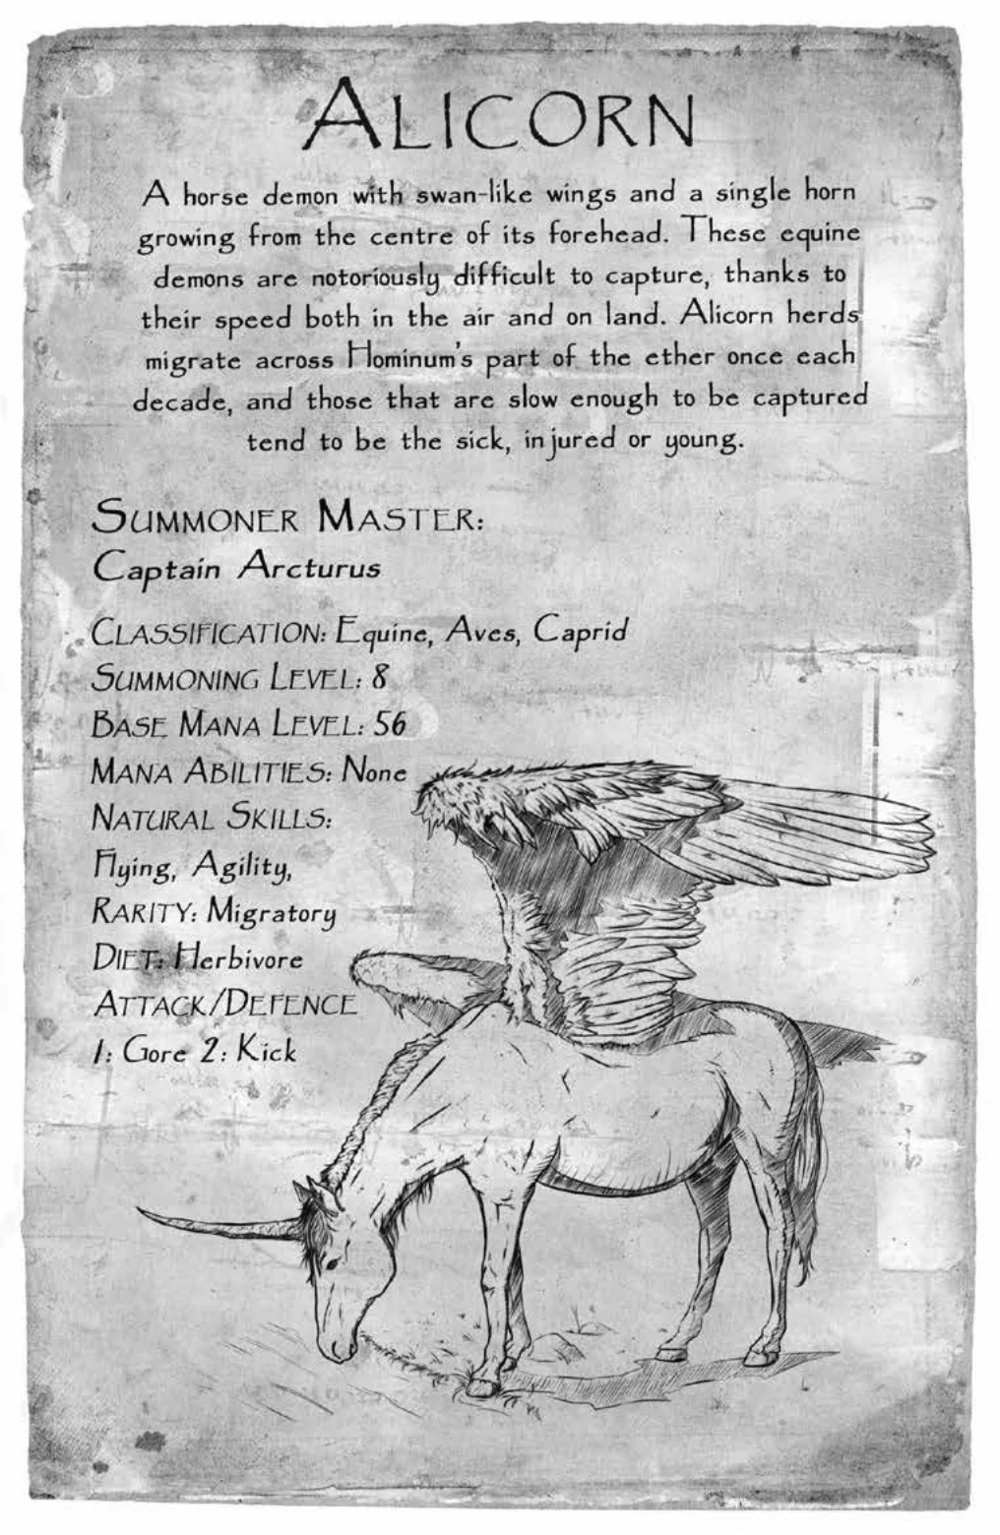 ALICORN
A horse demon with swan-like wings and a single horn
growing from the centre of its forehead. These equine
demons are notoriously difficult to capture, thanks to
their speed both in the air and on land. Alicorn herds
migrate across Hominum's part of the ether once each
decade, and those that are slow enough to be captured
tend to be the sick, injured or young.
SUMMONER MASTER:
Captain Arcturus
CLASSIFICATION: Equine, Aves, Caprid
SUMMONING LEVEL: 8
BASE MANA LEVEL: 56
MANA ABILITIES: None
NATURAL SKILLS:
Flying, Agility,
RARITY: Migratory
DIET: Herbivore
ATTACK/DEFENCE
1: Gore 2: Kick